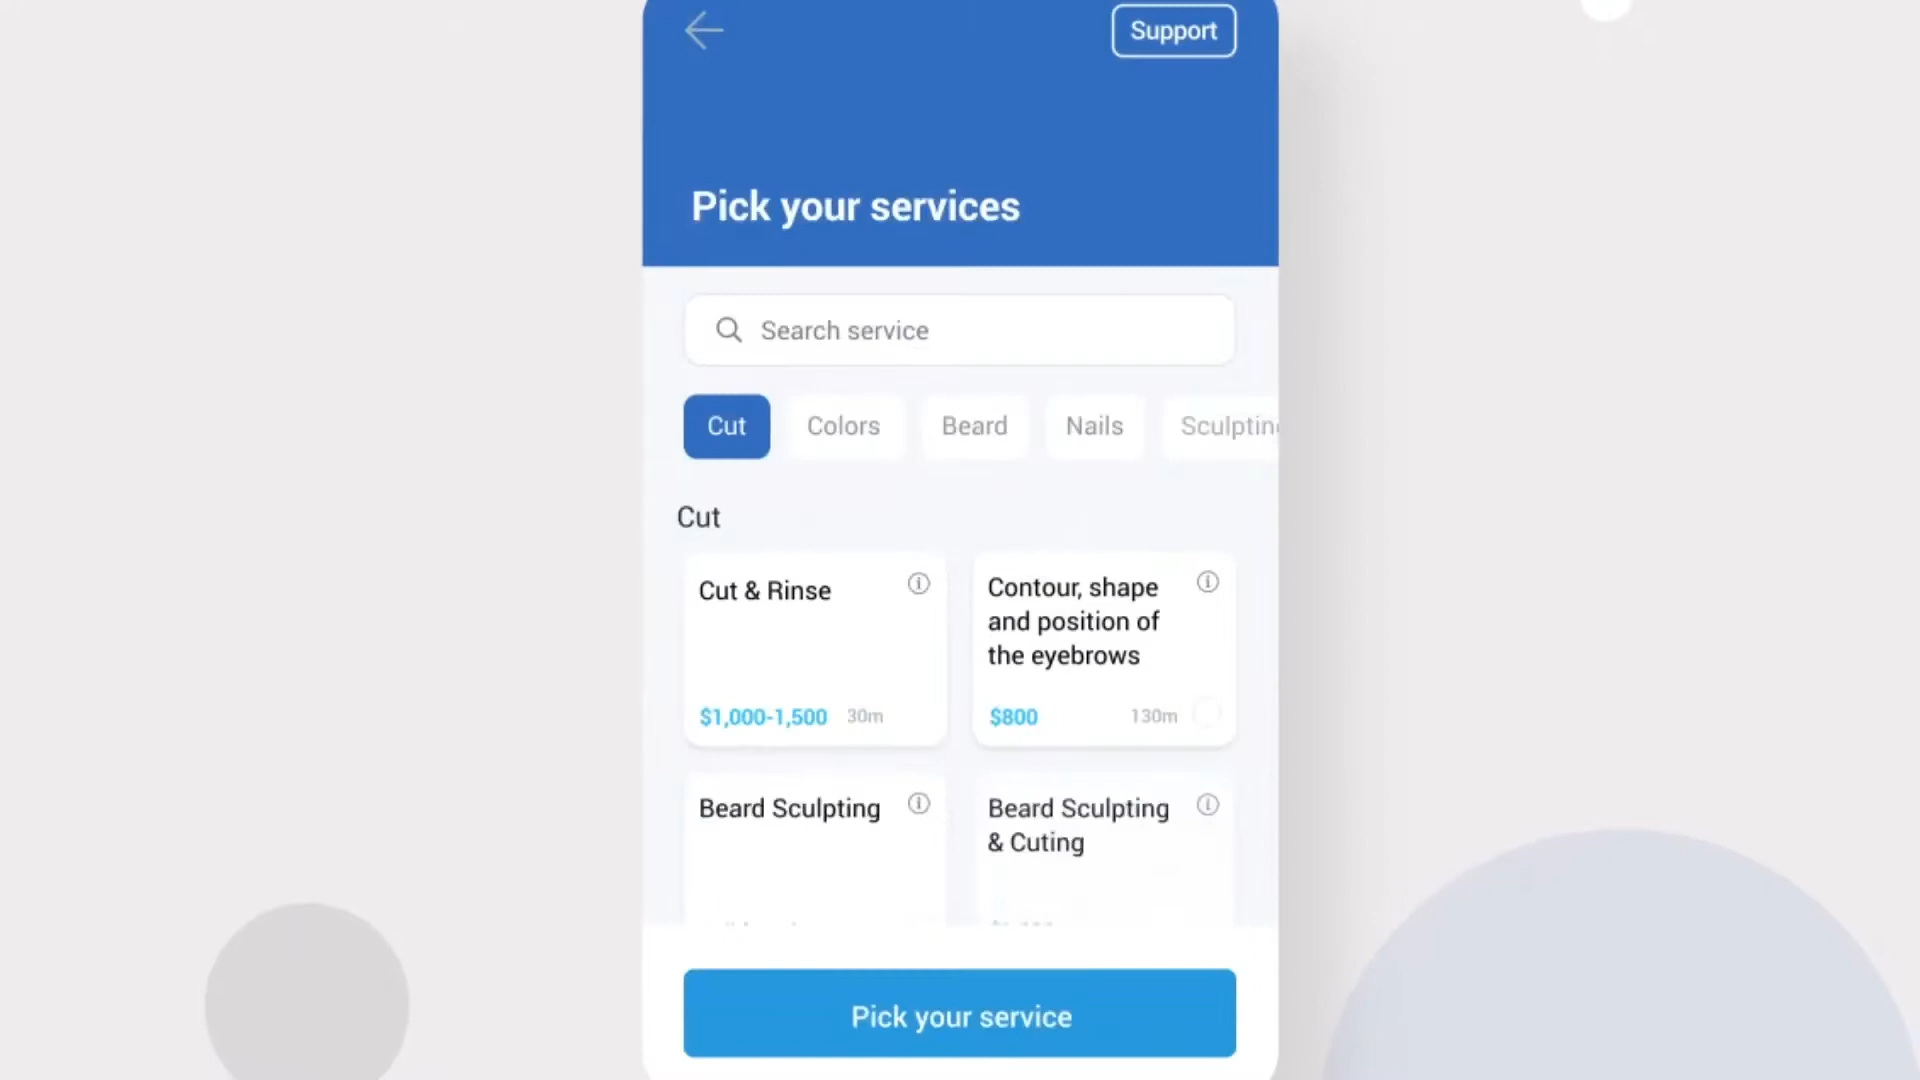 Support
Pick your services
Search service
Cut
Colors
Beard
Nails
Cut
Cut & Rinse
$1,000-1,500
30m
Contour, shape
and position of
the eyebrows
$800
130m
Beard Sculpting
Beard Sculpting
& Cuting
Pick your service